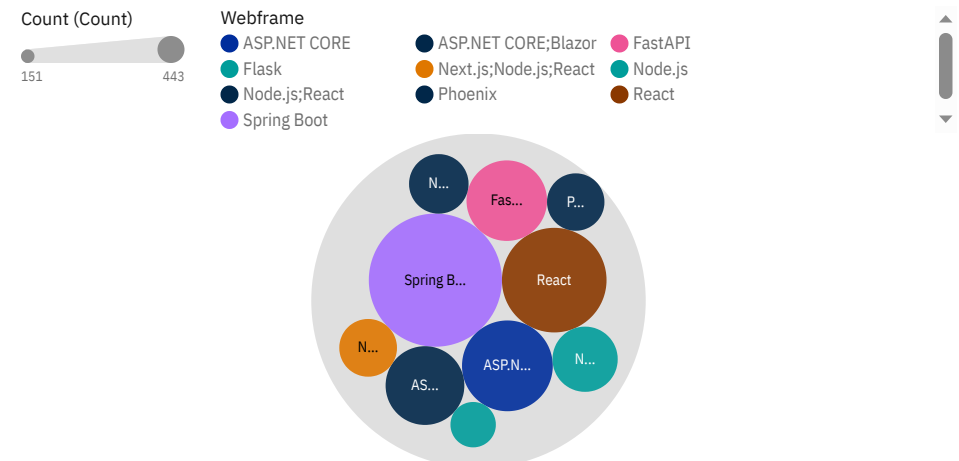 Count (Count)
151 443
Webframe
ASP.NET CORE ASP.NET CORE;Blazor FastAPI
Flask Next.js;Node.js;React Node.js
Node.js;React Phoenix React
Spring Boot
N...
Fas...
P...
Spring B...
React
N...
N...
ASP.N...
AS...